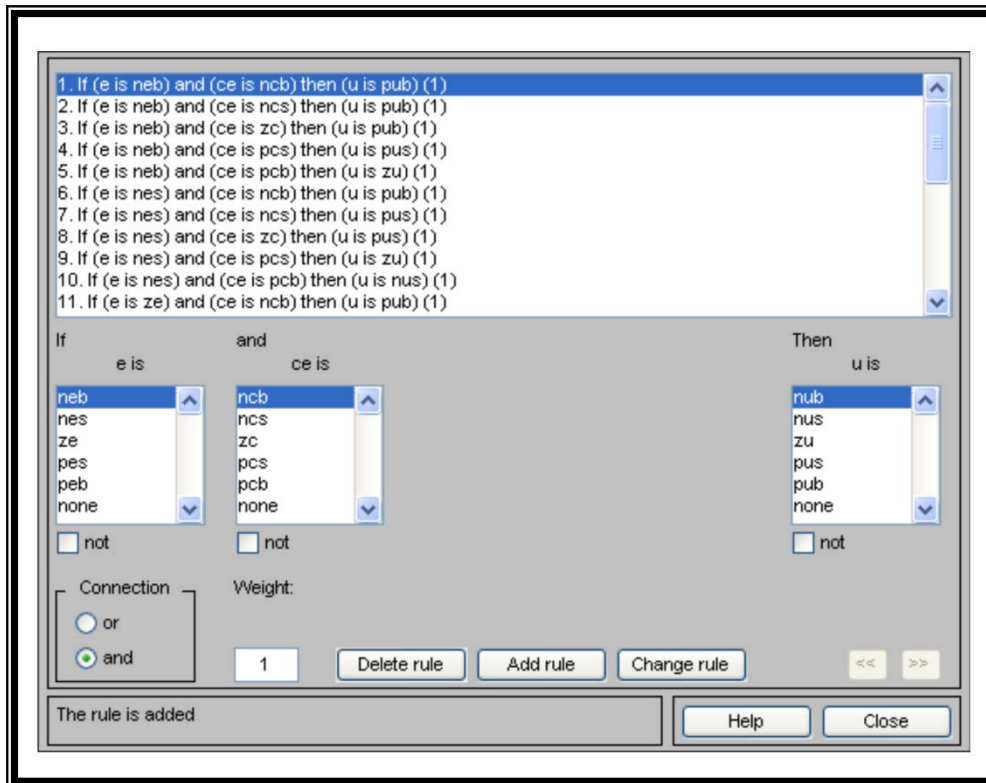 1. If (e is neb) and (ce is ncb) then (u is pub) (1)
2. If (e is neb) and (ce is ncs) then (u is pub) (1)
3. If (e is neb) and (ce is zc) then (u is pub) (1)
4. If (e is neb) and (ce is pcs) then (u is pus) (1)
5. If (e is neb) and (ce is pcb) then (u is zu) (1)
6. If (e is nes) and (ce is ncb) then (u is pub) (1)
7. If (e is nes) and (ce is ncs) then (u is pus) (1)
8. If (e is nes) and (ce is zc) then (u is pus) (1)
9. If (e is nes) and (ce is pcs) then (u is zu) (1)
10. If (e is nes) and (ce is pcb) then (u is nus) (1)
11. If (e is ze) and (ce is ncb) then (u is pub) (1)
If and Then
e is ce is u is
neb ncb nub
nes ncs nus
ze zc zu
pes pcs pus
peb pcb pub
none none none
not not not
Connection Weight:
or
and 1 Delete rule Add rule Change rule << >>
The rule is added Help Close